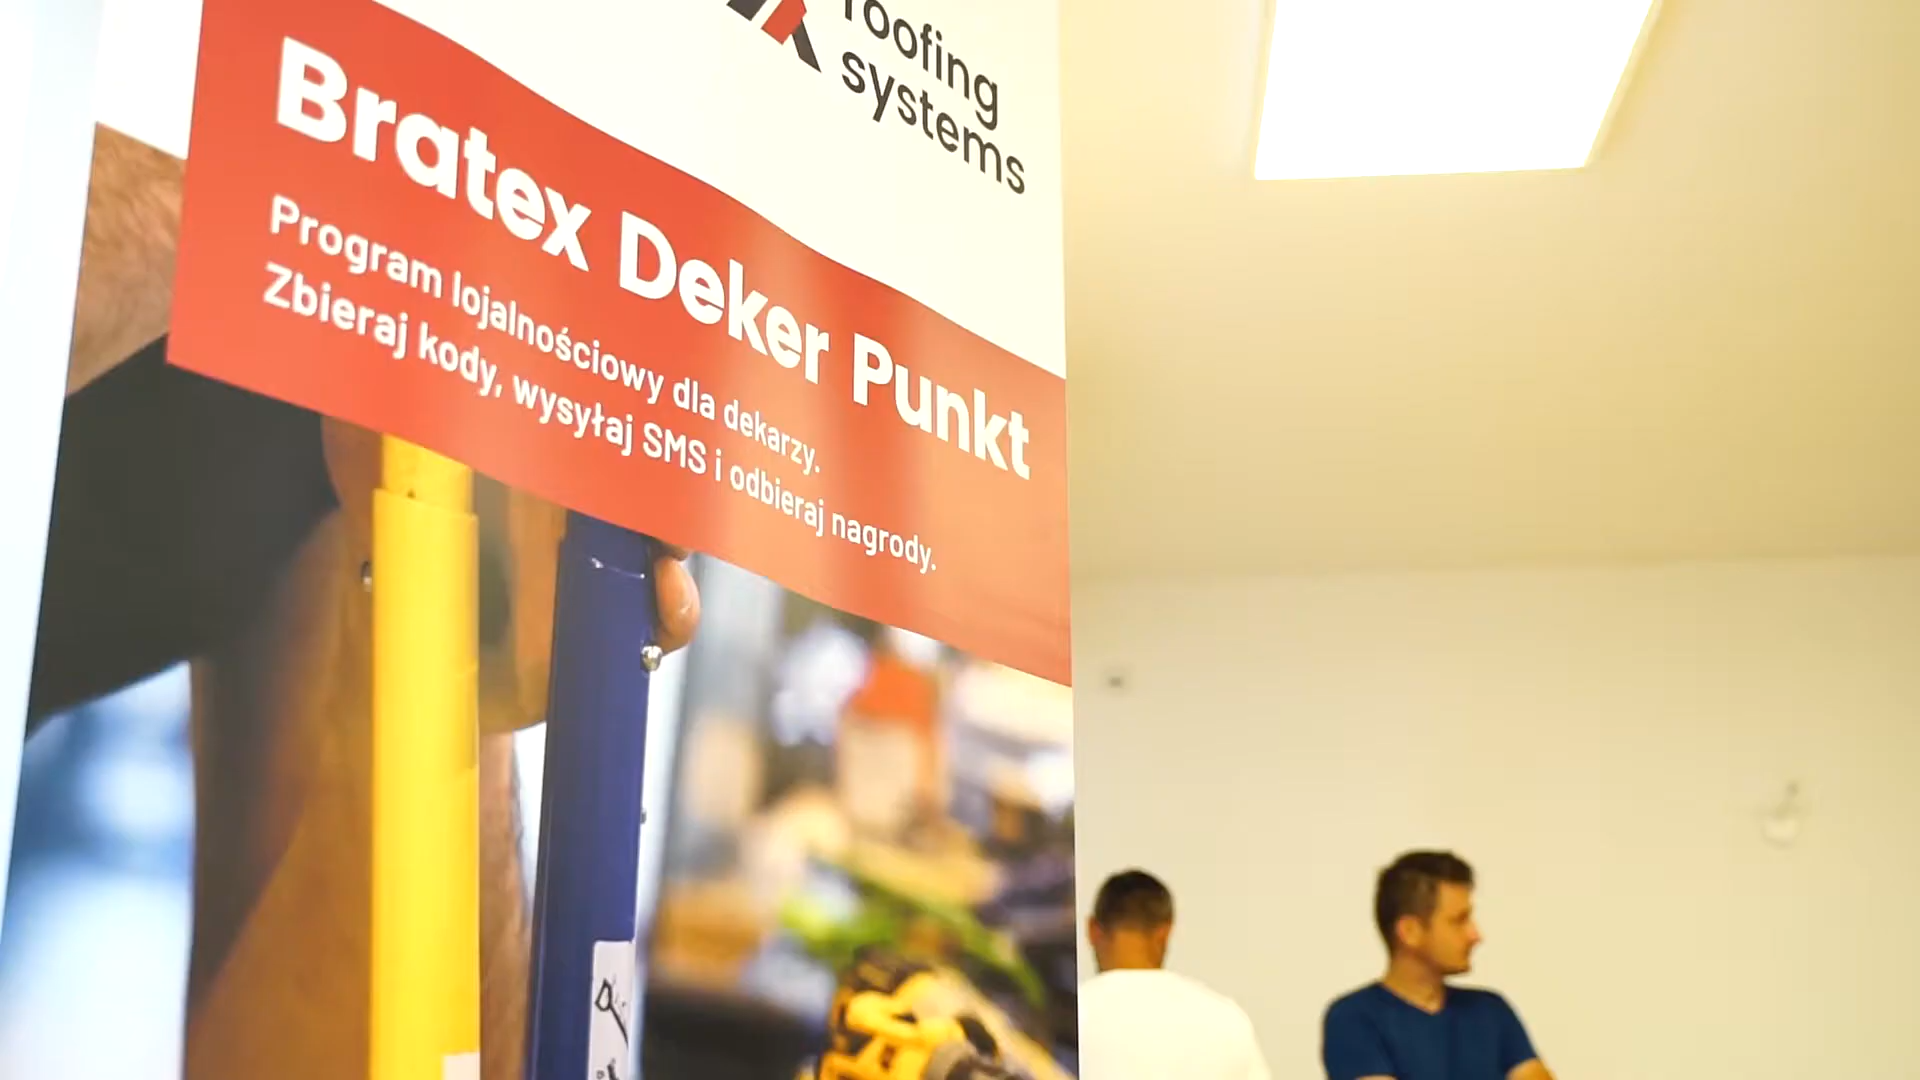 roofing
systems
Bratex Deker Punkt
Program lojalnościowy dla dekarzy.
Zbieraj kody, wysyłaj SMS i odbieraj nagrody.